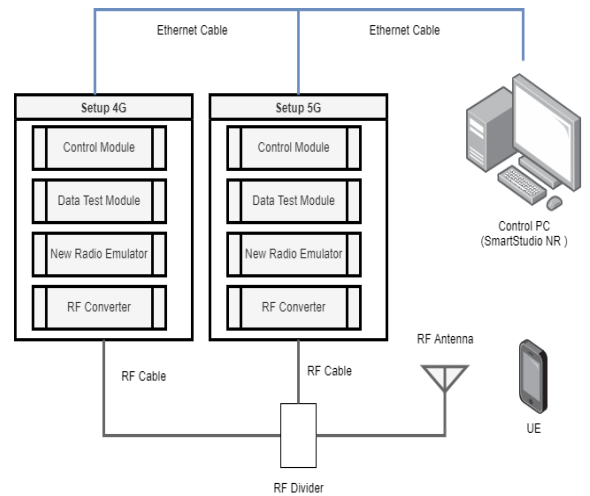 Ethernet Cable
Ethernet Cable
Setup 4G
Control Module
Data Test Module
New Radio Emulator
RF Converter
Setup 5G
Control Module
Data Test Module
New Radio Emulator
RF Converter
Control PC
(SmartStudio NR )
RF Cable
RF Cable
RF Antenna
UE
RF Divider